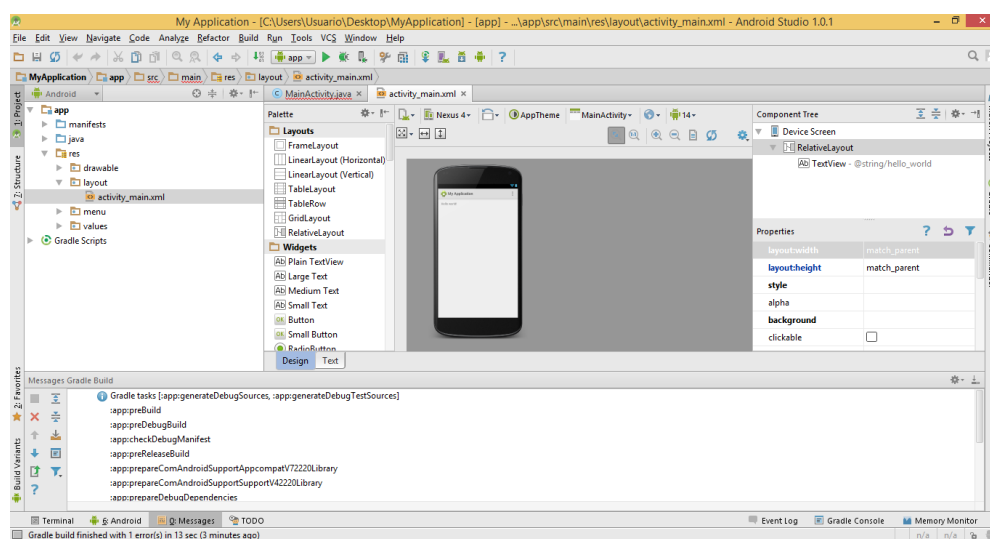 My Application - [C:\Users\Usuario\Desktop\MyApplication] - [app] - ...\app\src\main\res\layout\activity_main.xml - Android Studio 1.0.1
File Edit View Navigate Code Analyze Refactor Build Run Tools VCS Window Help
app
MyApplication app src main res layout activity_main.xml
Android
MainActivity.java
activity_main.xml
1: Project
2: Structure
app
manifests
java
res
drawable
layout
activity_main.xml
menu
values
Gradle Scripts
Palette
Layouts
FrameLayout
LinearLayout (Horizontal)
LinearLayout (Vertical)
TableLayout
TableRow
GridLayout
RelativeLayout
Widgets
Ab Plain TextView
Ab Large Text
Ab Medium Text
Ab Small Text
OK Button
OK Small Button
RadioButton
Design Text
Nexus 4 AppTheme MainActivity 14
My Application
Component Tree
Device Screen
RelativeLayout
Ab TextView - @string/hello_world
Properties
layout:width match_parent
layout:height match_parent
style
alpha
background
clickable
2: Favorites
Build Variants
Messages Gradle Build
Gradle tasks [:app:generateDebugSources, :app:generateDebugTestSources]
:app:preBuild
:app:preDebugBuild
:app:checkDebugManifest
:app:preReleaseBuild
:app:prepareComAndroidSupportAppcompatV72220Library
:app:prepareComAndroidSupportSupportV42220Library
:app:prepareDebugDependencies
Terminal 6: Android 0: Messages TODO Event Log Gradle Console Memory Monitor
Gradle build finished with 1 error(s) in 13 sec (3 minutes ago) n/a n/a